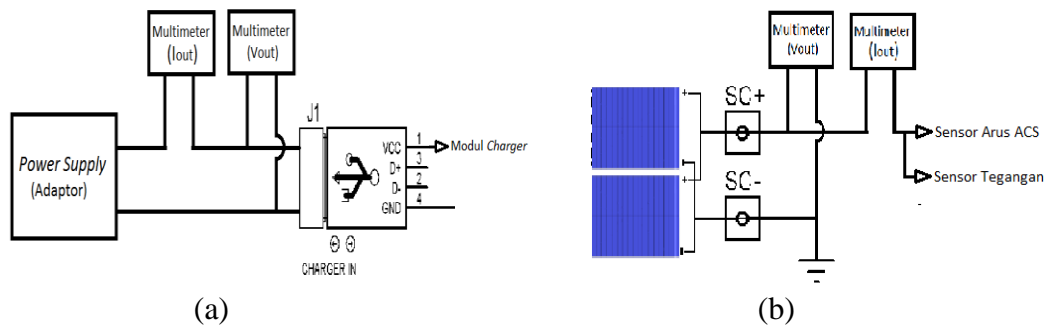 Multimeter
(Iout)
Multimeter
(Vout)
Power Supply
(Adaptor)
J1
VCC
D+
D-
GND
1
3
2
4
Modul Charger
CHARGER IN
(a)
Multimeter
(Vout)
Multimeter
(Iout)
+
SC+
+
SC-
Sensor Arus ACS
Sensor Tegangan
(b)